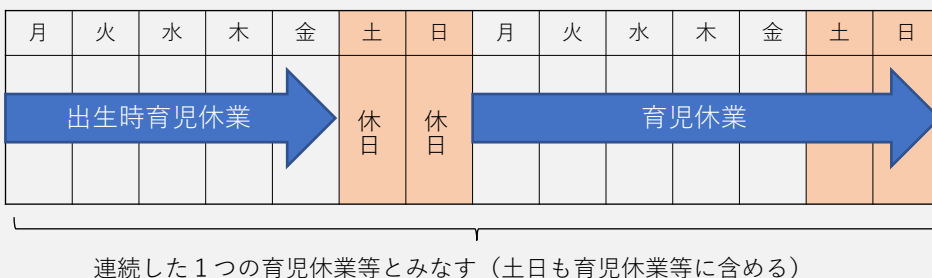 月 火 水 木 金 土 日 月 火 水 木 金 土 日
出生時育児休業 休日 休日 育児休業
連続した１つの育児休業等とみなす（土日も育児休業等に含める）